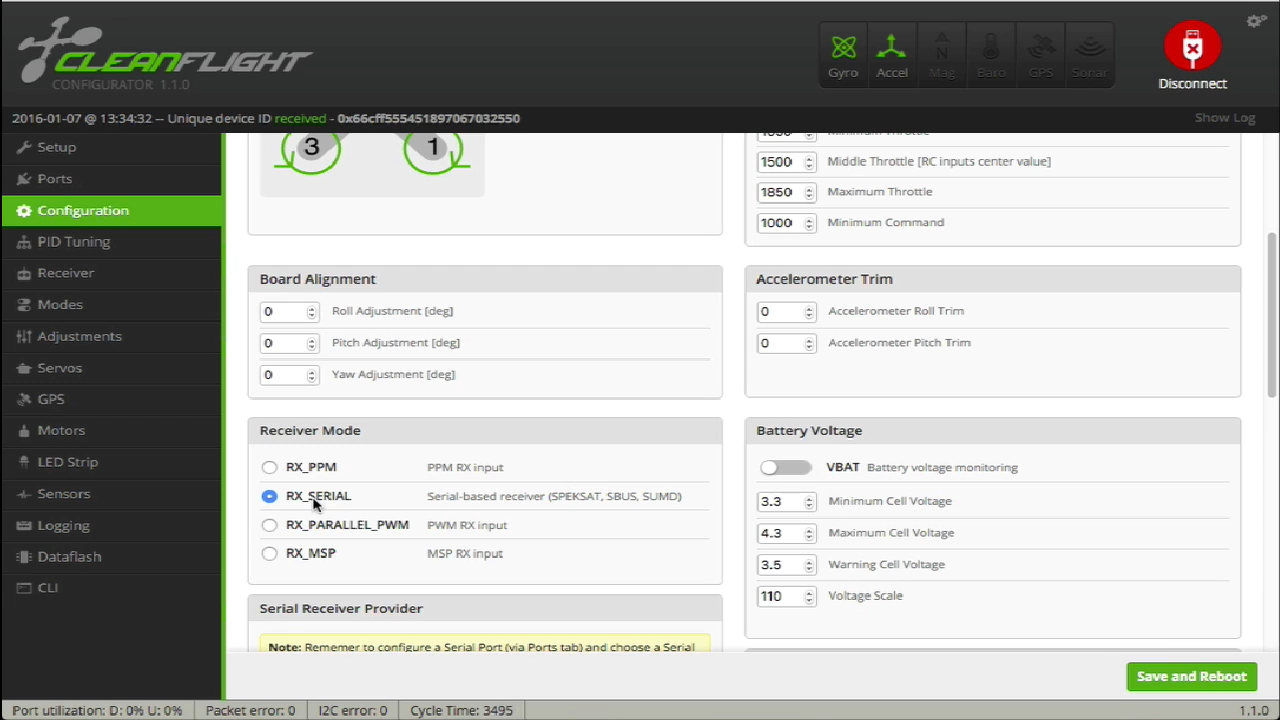 CLEANFLIGHT
CONFIGURATOR 1.1.0
Gyro Accel Mag Baro GPS Sonar
Disconnect
2016-01-07 @ 13:34:32 -- Unique device ID received - 0x66cff555451897067032550
Show Log
Setup
Ports
Configuration
PID Tuning
Receiver
Modes
Adjustments
Servos
GPS
Motors
LED Strip
Sensors
Logging
Dataflash
CLI
3 1
Minimum Throttle
1500 Middle Throttle [RC inputs center value]
1850 Maximum Throttle
1000 Minimum Command
Board Alignment
0 Roll Adjustment [deg]
0 Pitch Adjustment [deg]
0 Yaw Adjustment [deg]
Accelerometer Trim
0 Accelerometer Roll Trim
0 Accelerometer Pitch Trim
Receiver Mode
RX_PPM PPM RX input
RX_SERIAL Serial-based receiver (SPEKSAT, SBUS, SUMD)
RX_PARALLEL_PWM PWM RX input
RX_MSP MSP RX input
Battery Voltage
VBAT Battery voltage monitoring
3.3 Minimum Cell Voltage
4.3 Maximum Cell Voltage
3.5 Warning Cell Voltage
110 Voltage Scale
Serial Receiver Provider
Note: Rememer to configure a Serial Port (via Ports tab) and choose a Serial
Save and Reboot
Port utilization: D: 0% U: 0% Packet error: 0 I2C error: 0 Cycle Time: 3495 1.1.0